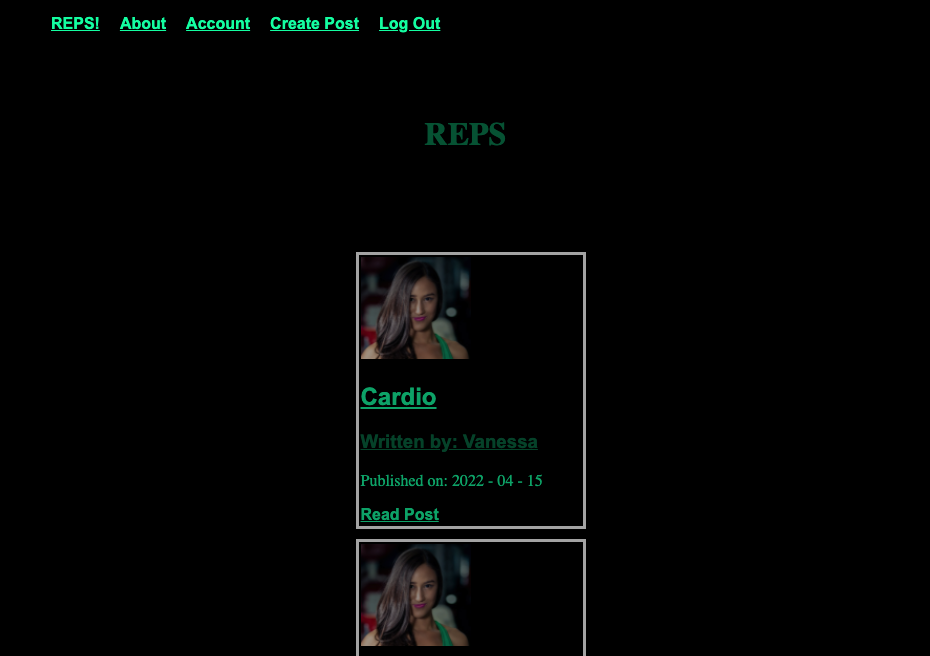 REPS! About Account Create Post Log Out
REPS
Cardio
Written by: Vanessa
Published on: 2022 - 04 - 15
Read Post